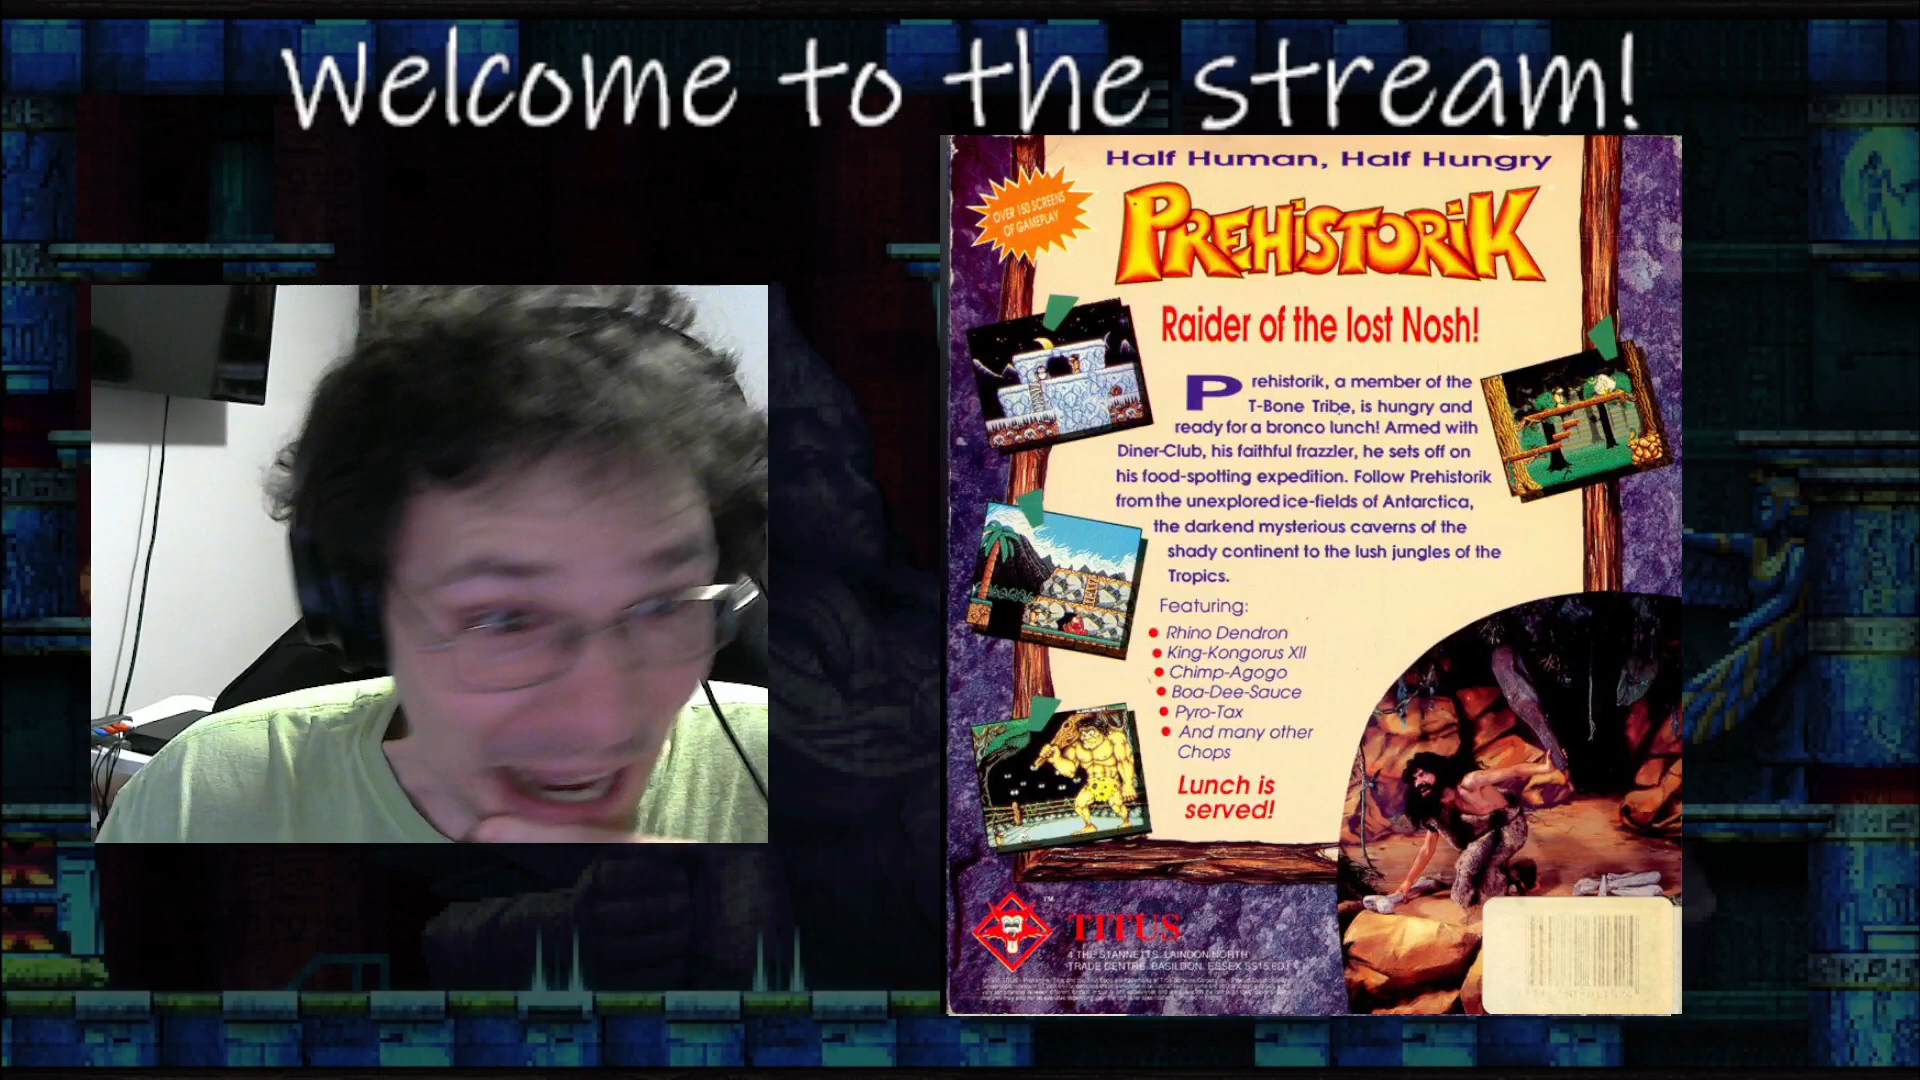 Welcome to the stream!
Half Human, Half Hungry
OVER 150 SCREENS
OF GAMEPLAY
PREHISTORIK
Raider of the lost Nosh!
Prehistorik, a member of the
T-Bone Tribe, is hungry and
ready for a bronco lunch! Armed with
Diner-Club, his faithful frazzler, he sets off on
his food-spotting expedition. Follow Prehistorik
from the unexplored ice-fields of Antarctica,
the darkend mysterious caverns of the
shady continent to the lush jungles of the
Tropics.
Featuring:
• Rhino Dendron
• King-Kongorus XII
• Chimp-Agogo
• Boa-Dee-Sauce
• Pyro-Tax
• And many other
Chops
Lunch is
served!
TM
TITUS
4 THE STANNETTS. LAINDON NORTH
TRADE CENTRE. BASILDON. ESSEX SS15 6DJ